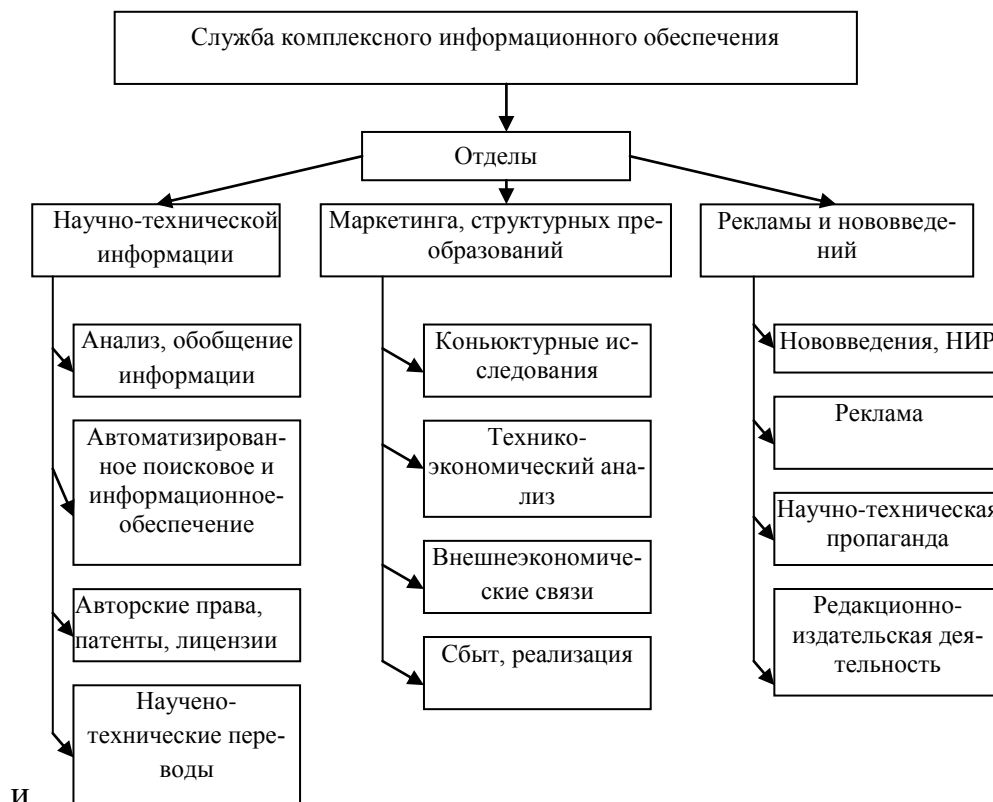 Служба комплексного информационного обеспечения
Отделы
Научно-технической
информации
Маркетинга, структурных пре-
образований
Рекламы и нововведе-
ний
Анализ, обобщение
информации
Автоматизирован-
ное поисковое и
информационное-
обеспечение
Авторские права,
патенты, лицензии
Научено-
технические пере-
воды
Коньюктурные ис-
следования
Технико-
экономический ана-
лиз
Внешнеэкономиче-
ские связи
Сбыт, реализация
Нововведения, НИР
Реклама
Научно-техническая
пропаганда
Редакционно-
издательская дея-
тельность
и